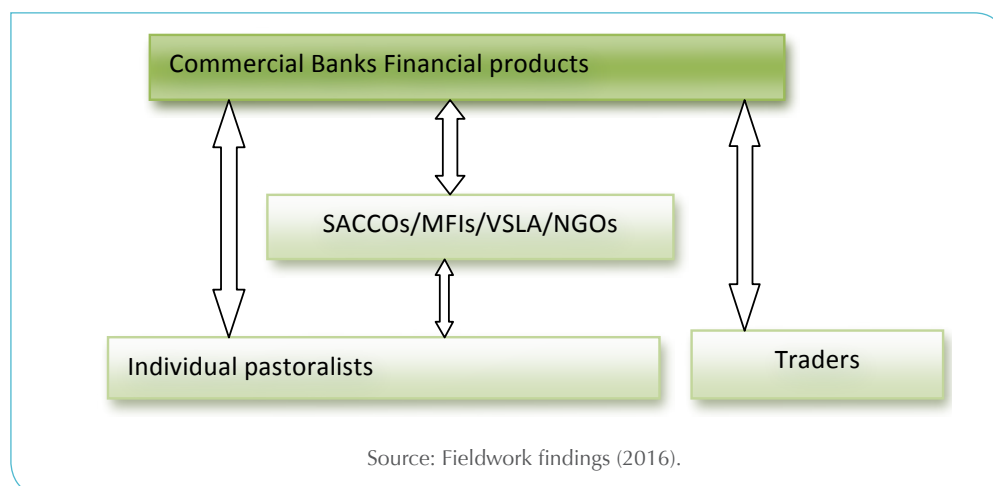 Commercial Banks Financial products
SACCOs/MFIs/VSLA/NGOs
Individual pastoralists
Traders
Source: Fieldwork findings (2016).